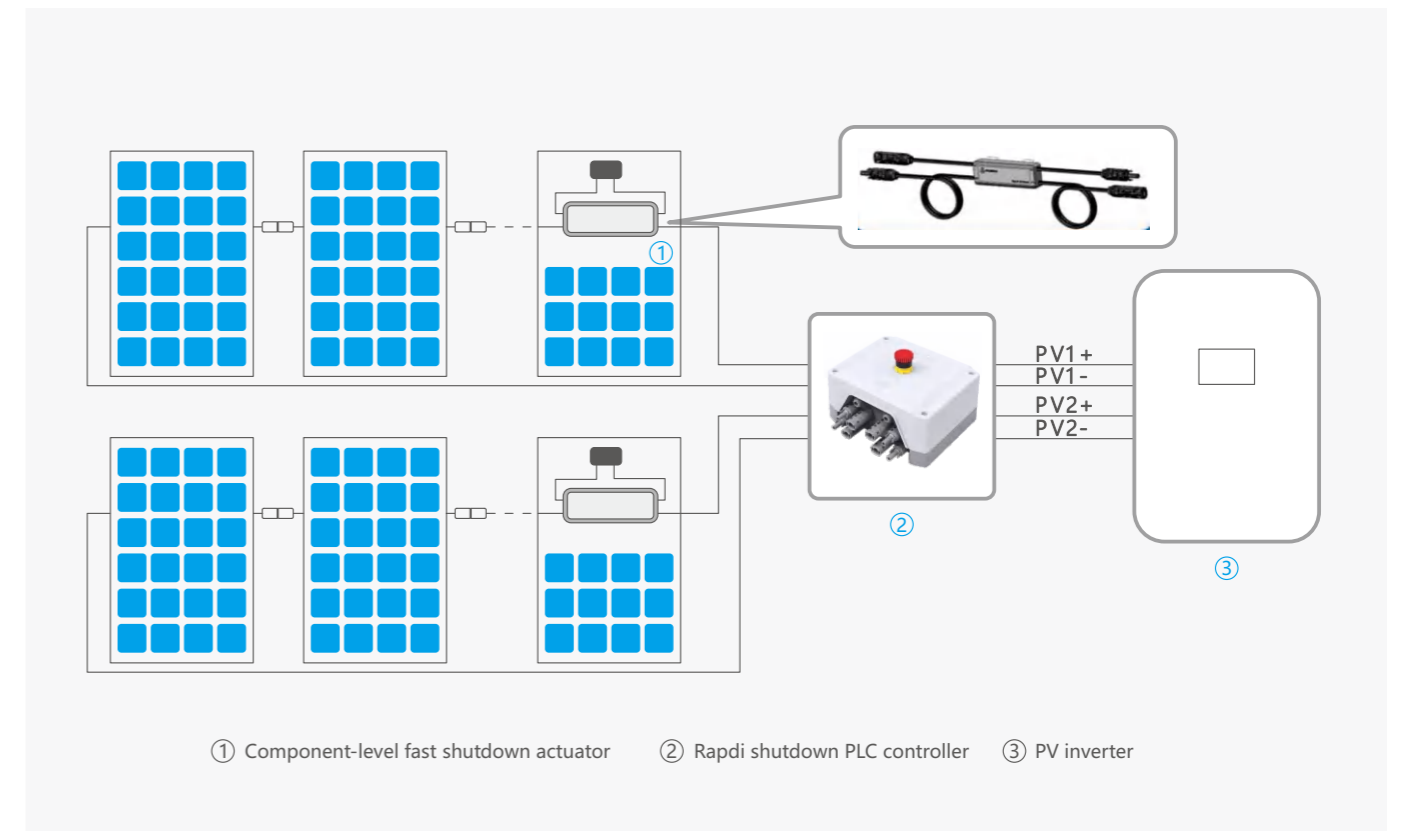 ①
PV1+
PV1-
PV2+
PV2-
②
③
① Component-level fast shutdown actuator ② Rapdi shutdown PLC controller ③ PV inverter